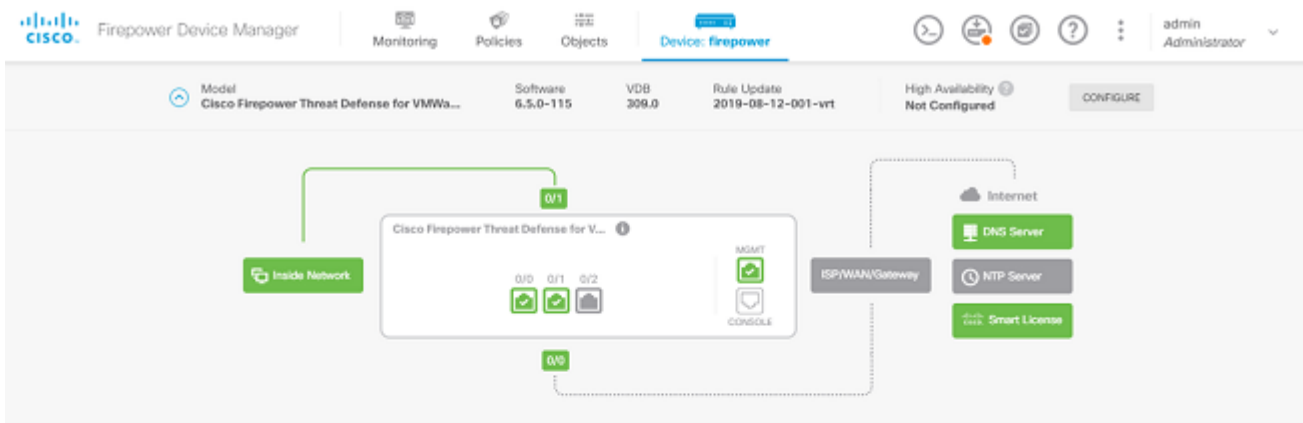 CISCO
Firepower Device Manager
Monitoring
Policies
Objects
Device: firepower
admin
Administrator
Model
Cisco Firepower Threat Defense for VMWa...
Software
6.5.0-115
VDB
309.0
Rule Update
2019-08-12-001-vrt
High Availability
Not Configured
CONFIGURE
0/1
Internet
Cisco Firepower Threat Defense for V...
DNS Server
MGMT
Inside Network
0/0 0/1 0/2
ISP/WAN/Gateway
NTP Server
CONSOLE
Smart License
0/0